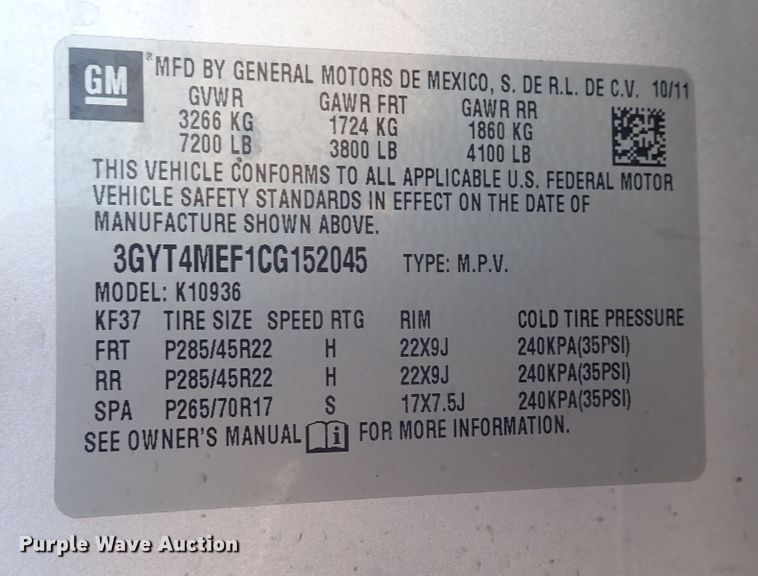 GM ® MFD BY GENERAL MOTORS DE MEXICO, S. DE R.L. DE C.V. 10/11
GVWR GAWR FRT GAWR RR
3266 KG 1724 KG 1860 KG
7200 LB 3800 LB 4100 LB
THIS VEHICLE CONFORMS TO ALL APPLICABLE U.S. FEDERAL MOTOR
VEHICLE SAFETY STANDARDS IN EFFECT ON THE DATE OF
MANUFACTURE SHOWN ABOVE.
3GYT4MEF1CG152045 TYPE: M.P.V.
MODEL: K10936
KF37 TIRE SIZE SPEED RTG RIM COLD TIRE PRESSURE
FRT P285/45R22 H 22X9J 240KPA(35PSI)
RR P285/45R22 H 22X9J 240KPA(35PSI)
SPA P265/70R17 S 17X7.5J 240KPA(35PSI)
SEE OWNER'S MANUAL i FOR MORE INFORMATION.
Purple Wave Auction